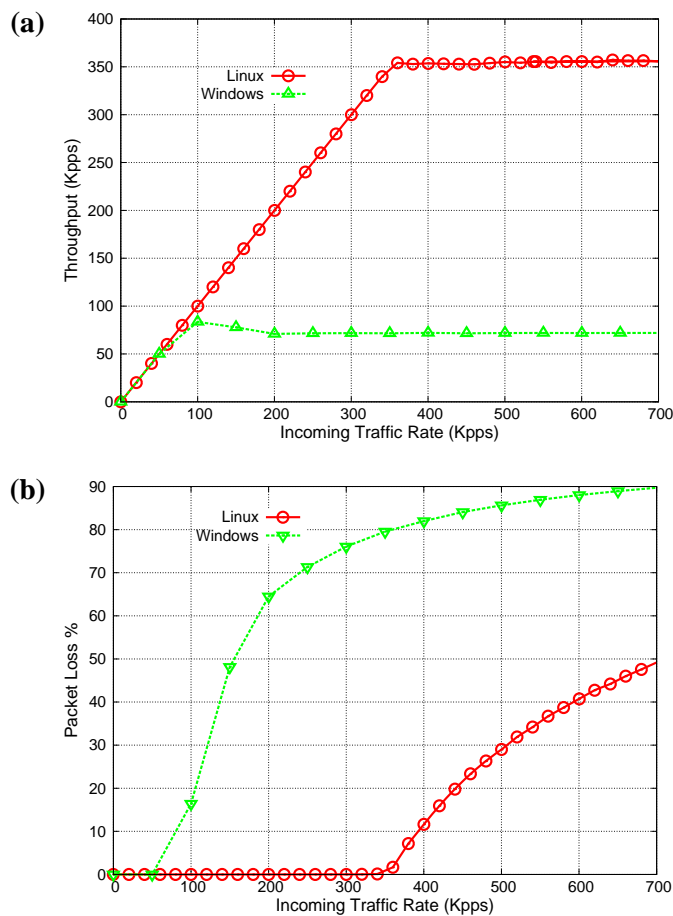 (a)
400
350
300
250
200
150
100
50
0
Throughput (Kpps)
Linux
Windows
0 100 200 300 400 500 600 700
Incoming Traffic Rate (Kpps)
(b)
90
80
70
60
50
40
30
20
10
0
Packet Loss %
Linux
Windows
0 100 200 300 400 500 600 700
Incoming Traffic Rate (Kpps)